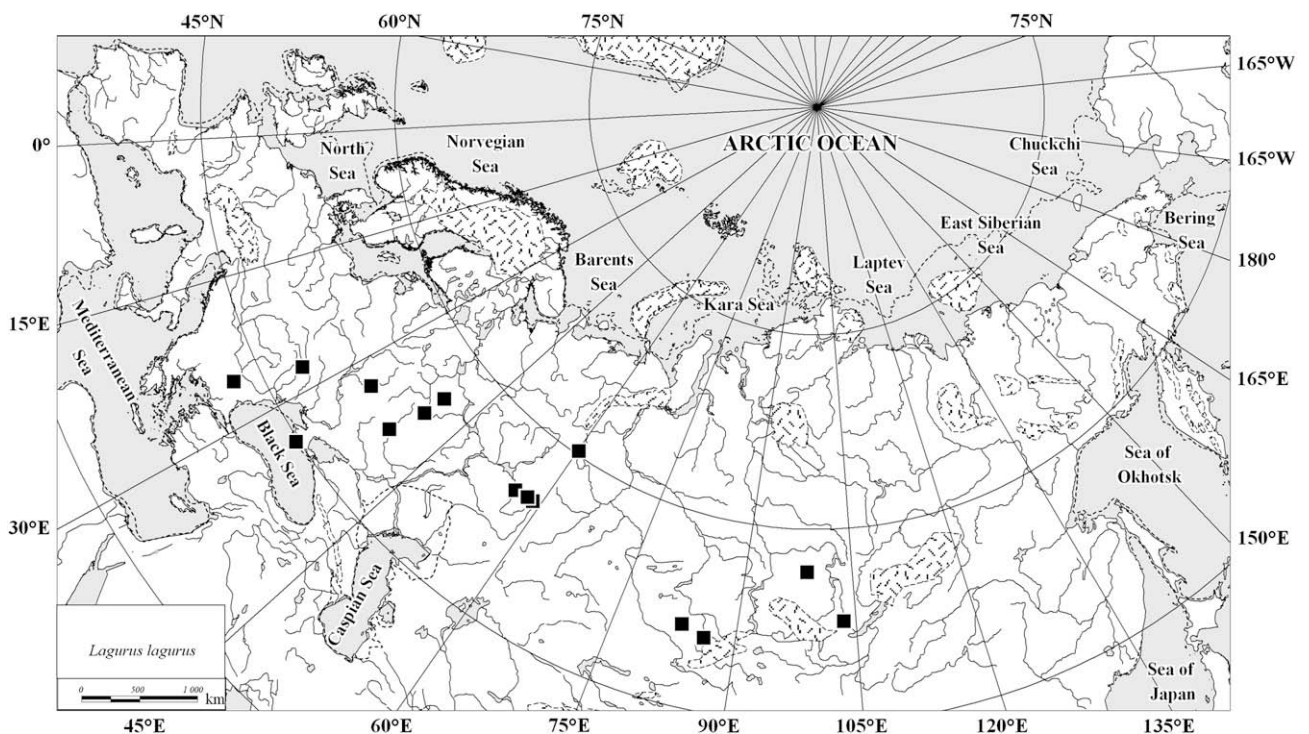 45°N 60°N 75°N 75°N
165°W
0°
North
Sea
Norvegian
Sea
ARCTIC OCEAN
Chuckchi
Sea
165°W
East Siberian
Sea
Bering
Sea
Barents
Sea
Laptev
Sea
Kara Sea
180°
15°E
Mediterranean
Sea
165°E
Black Sea
Sea of
Okhotsk
30°E
150°E
Caspian Sea
Lagurus lagurus
0 500 1 000
km
Sea of
Japan
45°E 60°E 75°E 90°E 105°E 120°E 135°E